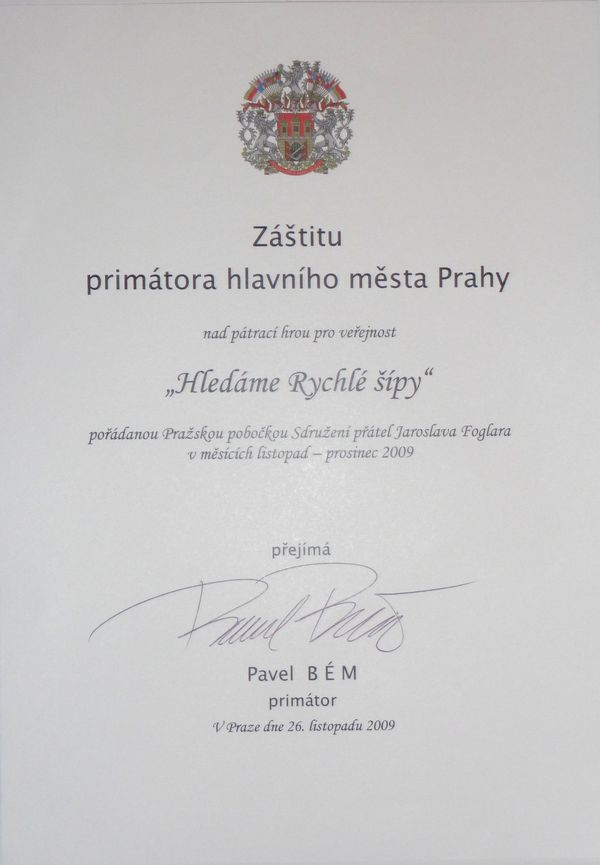 Záštitu
primátora hlavního města Prahy
nad pátrací hrou pro veřejnost
„Hledáme Rychlé šípy“
pořádanou Pražskou pobočkou Sdružení přátel Jaroslava Foglara
v měsících listopad – prosinec 2009
přejímá
Pavel B É M
primátor
V Praze dne 26. listopadu 2009